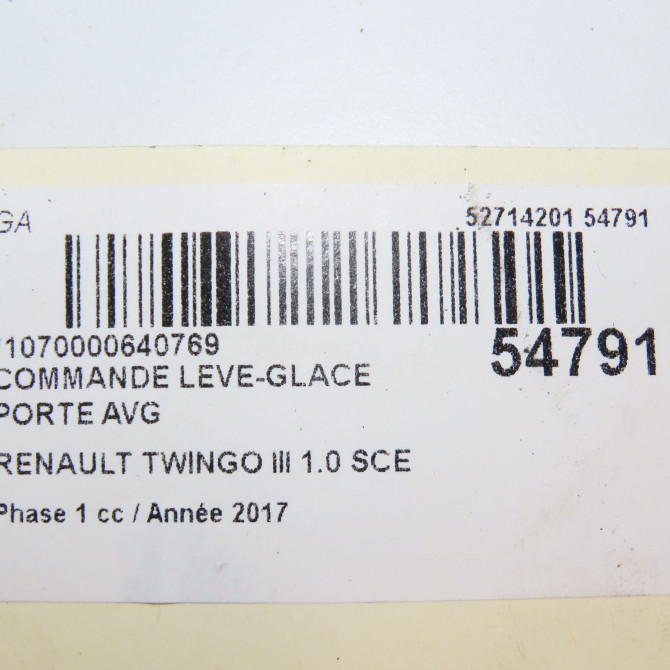 GA
52714201 54791
1070000640769
54791
COMMANDE LEVE-GLACE
PORTE AVG
RENAULT TWINGO III 1.0 SCE
Phase 1 cc / Année 2017